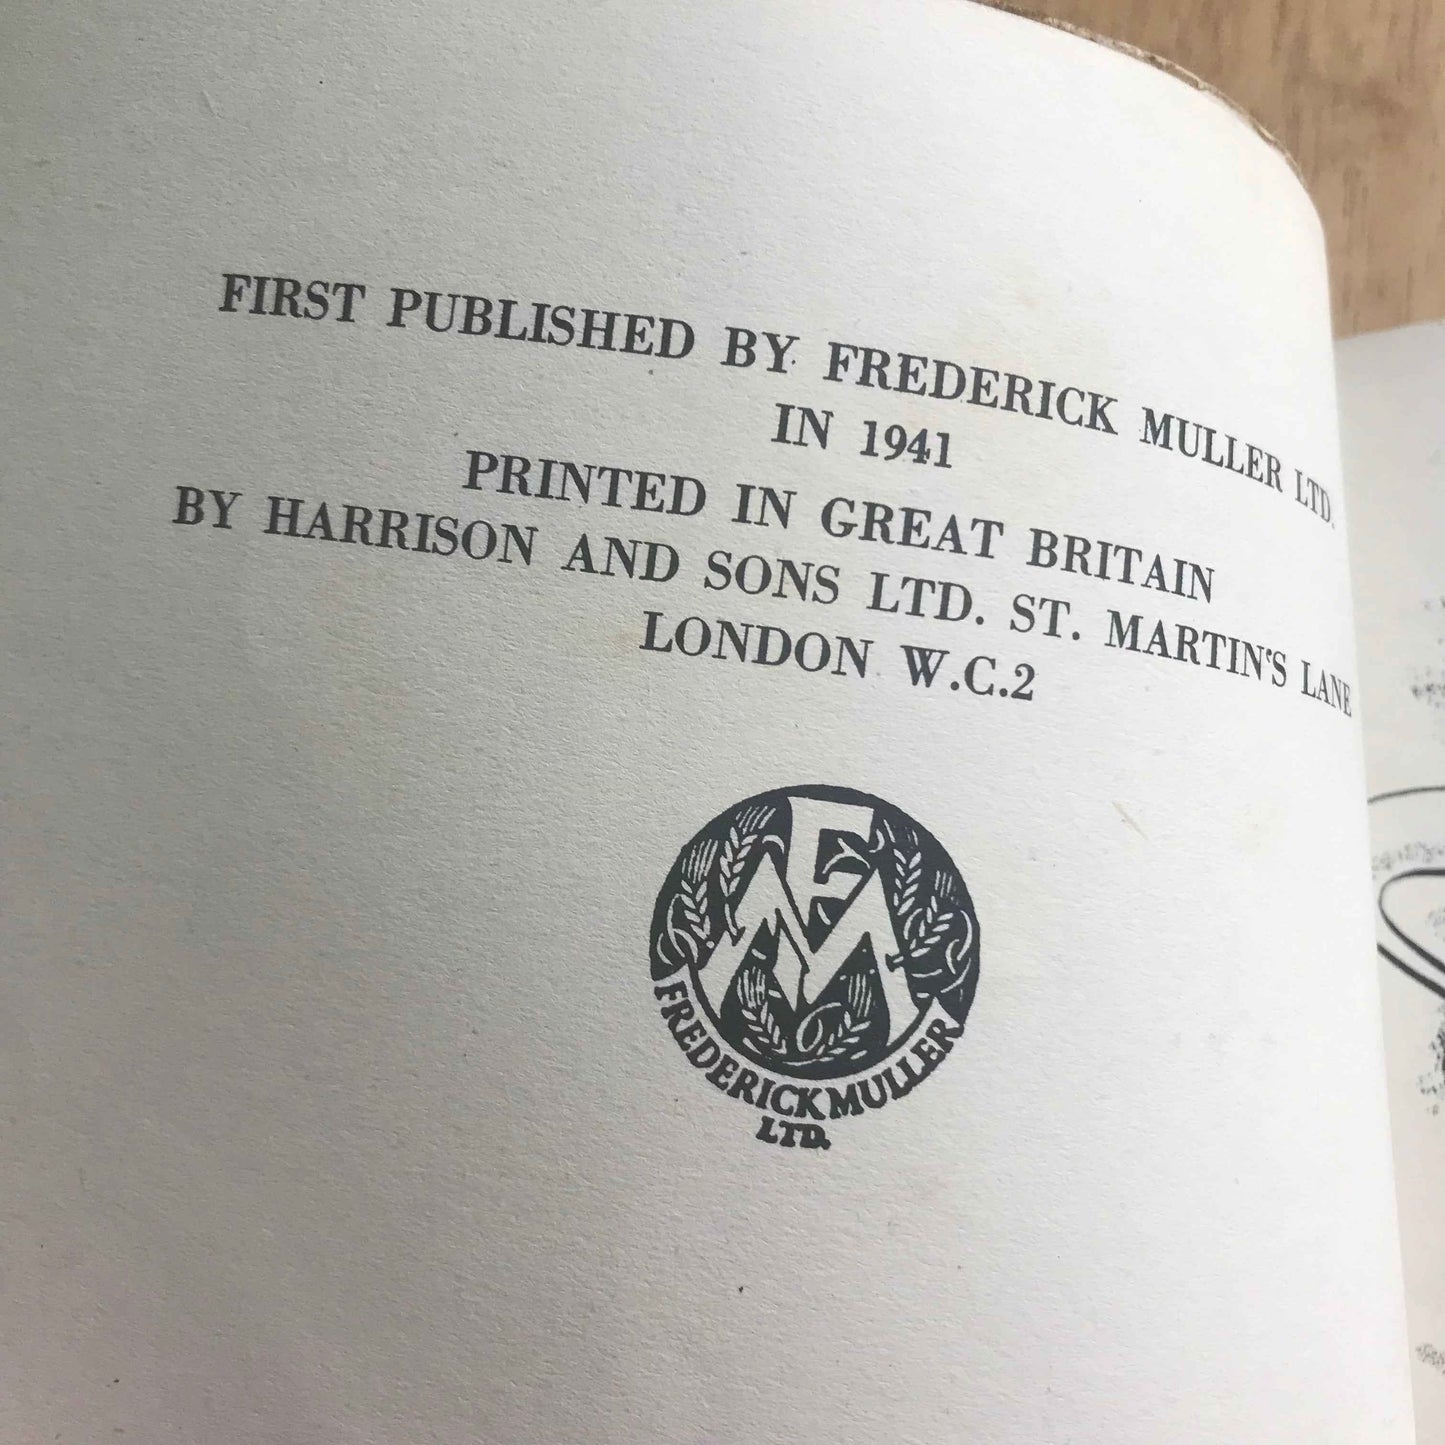 FIRST PUBLISHED BY FREDERICK MULLER LTD.
IN 1941
PRINTED IN GREAT BRITAIN
BY HARRISON AND SONS LTD. ST. MARTIN'S LANE
LONDON W.C.2
FM
FREDERICK MULLER
LTD.